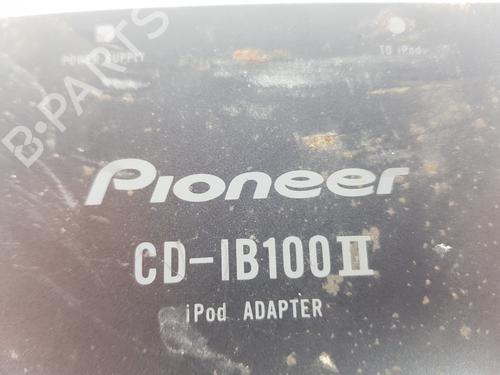 POWER SUPPLY
TO iPod
B-PARTS
Pioneer
CD-IB100II
iPod ADAPTER